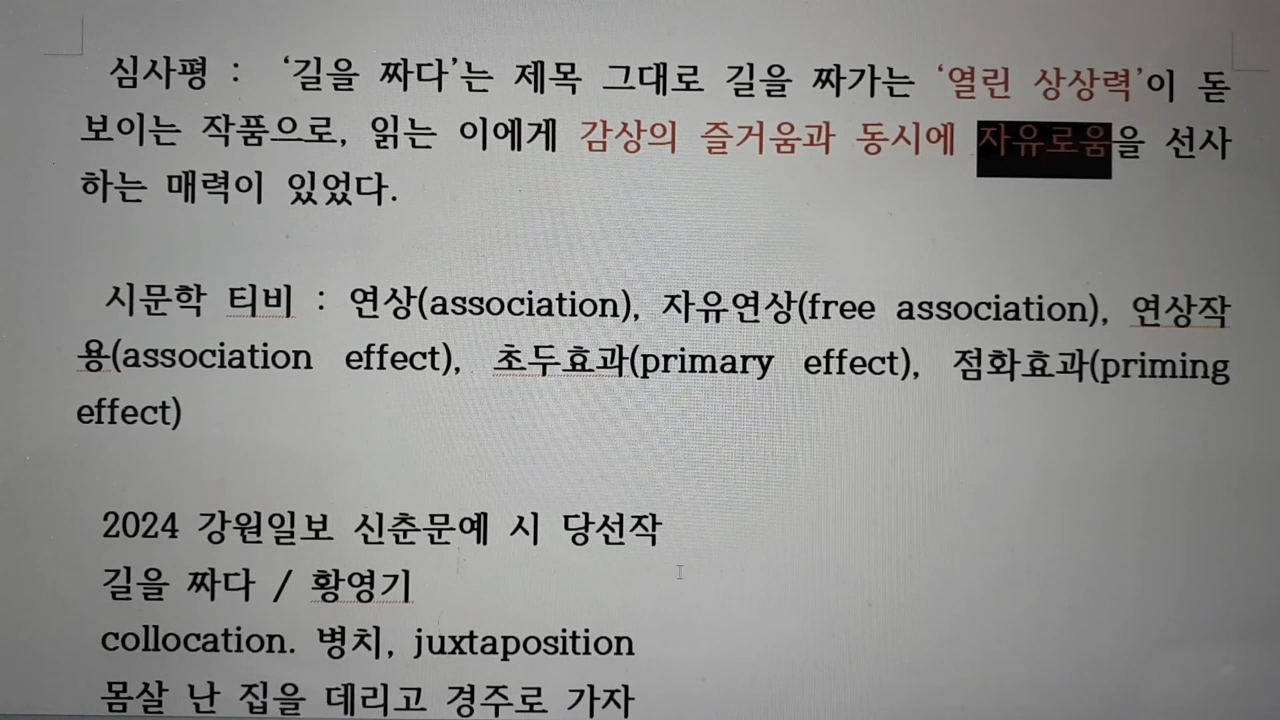 심사평 : ‘길을 짜다’는 제목 그대로 길을 짜가는 ‘열린 상상력’이 돋
보이는 작품으로, 읽는 이에게 감상의 즐거움과 동시에 자유로움을 선사
하는 매력이 있었다.
시문학 티비 : 연상(association), 자유연상(free association), 연상작
용(association effect), 초두효과(primary effect), 점화효과(priming
effect)
2024 강원일보 신춘문예 시 당선작
길을 짜다 / 황영기
collocation. 병치, juxtaposition
몸살 난 집을 데리고 경주로 가자